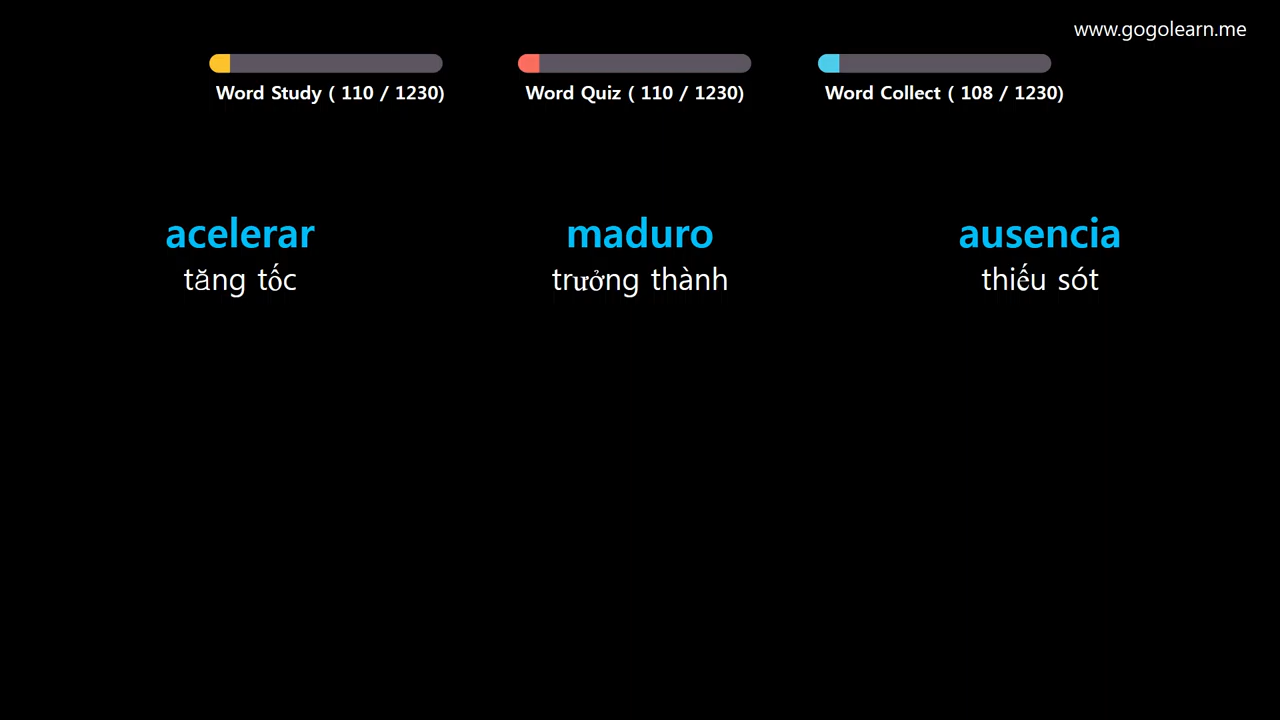 www.gogolearn.me
Word Study ( 110 / 1230)
Word Quiz ( 110 / 1230)
Word Collect ( 108 / 1230)
acelerar
tăng tốc
maduro
trưởng thành
ausencia
thiếu sót